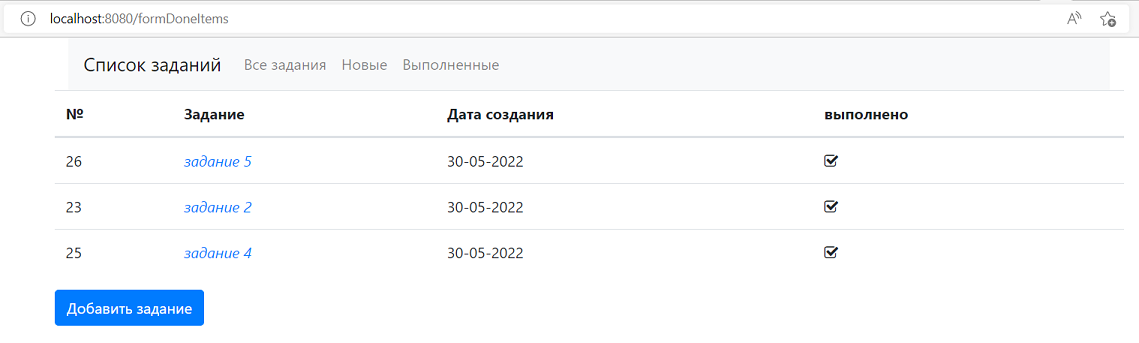 localhost:8080/formDoneItems
Список заданий Все задания Новые Выполненные
№ Задание Дата создания выполнено
26 задание 5 30-05-2022
23 задание 2 30-05-2022
25 задание 4 30-05-2022
Добавить задание